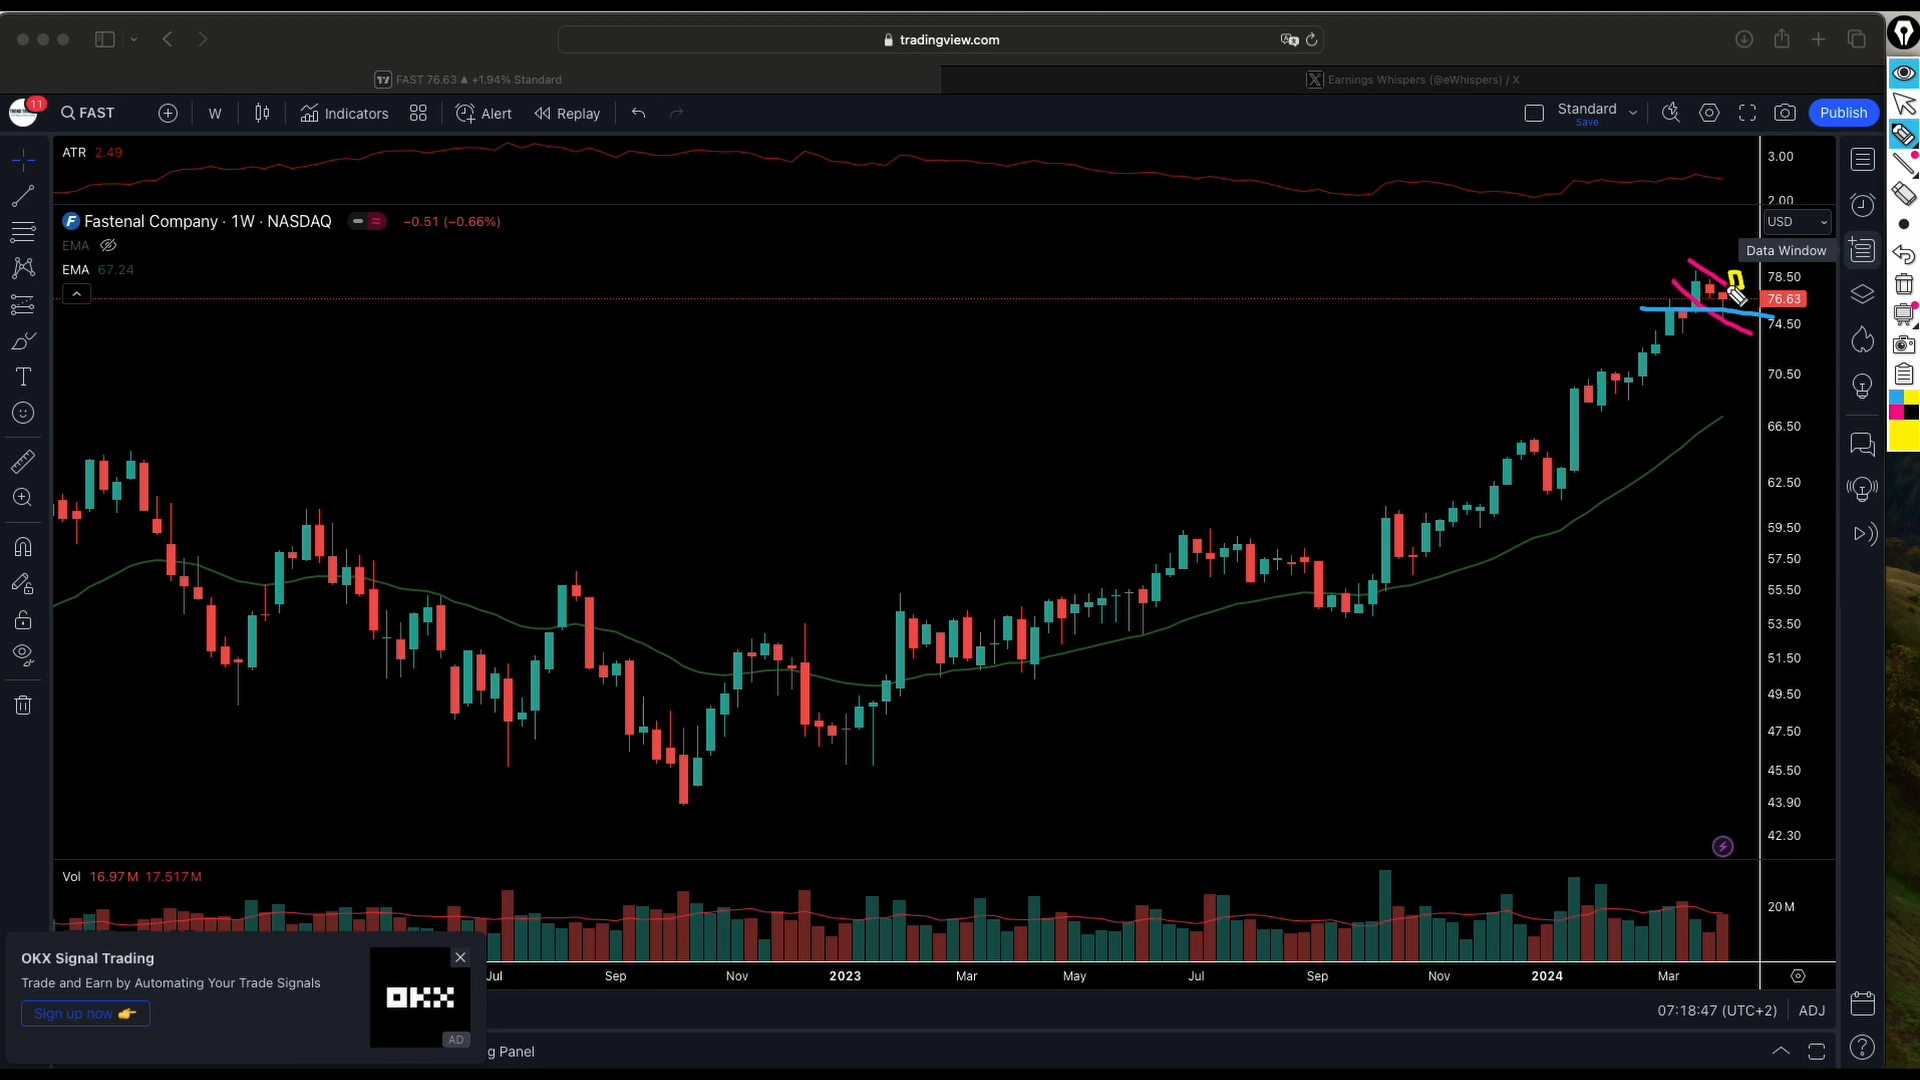 tradingview.com
FAST 76.63 ▲ +1.94% Standard
Earnings Whispers (@eWhispers) / X
11
FAST
W
Indicators
Alert
Replay
Standard
Save
Publish
ATR 2.49
3.00
2.00
Fastenal Company · 1W · NASDAQ
−0.51 (−0.66%)
USD
EMA
Data Window
EMA 67.24
78.50
76.63
74.50
70.50
66.50
62.50
59.50
57.50
55.50
53.50
51.50
49.50
47.50
45.50
43.90
42.30
Vol 16.97M 17.517M
20M
OKX Signal Trading
Trade and Earn by Automating Your Trade Signals
Sign up now 👉
OKX
AD
Jul
Sep
Nov
2023
Mar
May
Jul
Sep
Nov
2024
Mar
07:18:47 (UTC+2)
ADJ
g Panel